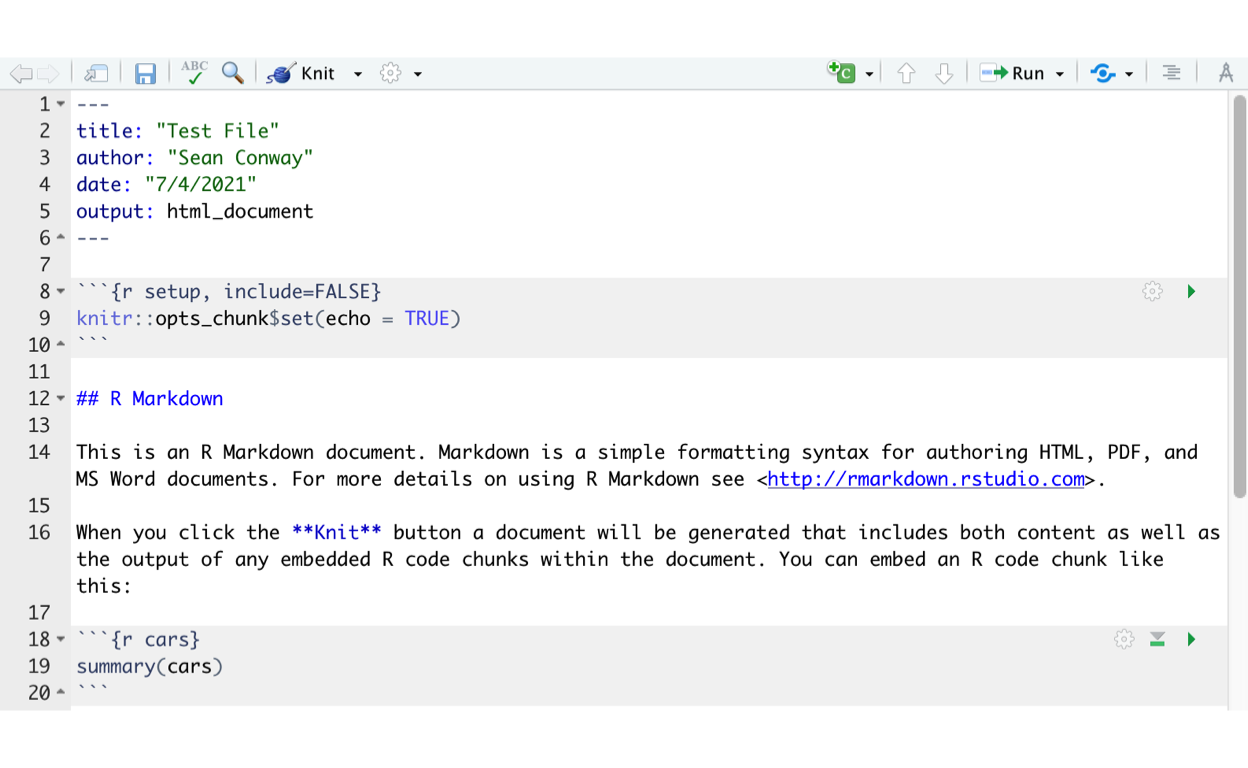 ABC Knit C Run
1 ---
2 title: "Test File"
3 author: "Sean Conway"
4 date: "7/4/2021"
5 output: html_document
6 ---
7
8 ```{r setup, include=FALSE}
9 knitr::opts_chunk$set(echo = TRUE)
10 ```
11
12 ## R Markdown
13
14 This is an R Markdown document. Markdown is a simple formatting syntax for authoring HTML, PDF, and
MS Word documents. For more details on using R Markdown see <http://rmarkdown.rstudio.com>.
15
16 When you click the **Knit** button a document will be generated that includes both content as well as
the output of any embedded R code chunks within the document. You can embed an R code chunk like
this:
17
18 ```{r cars}
19 summary(cars)
20 ```